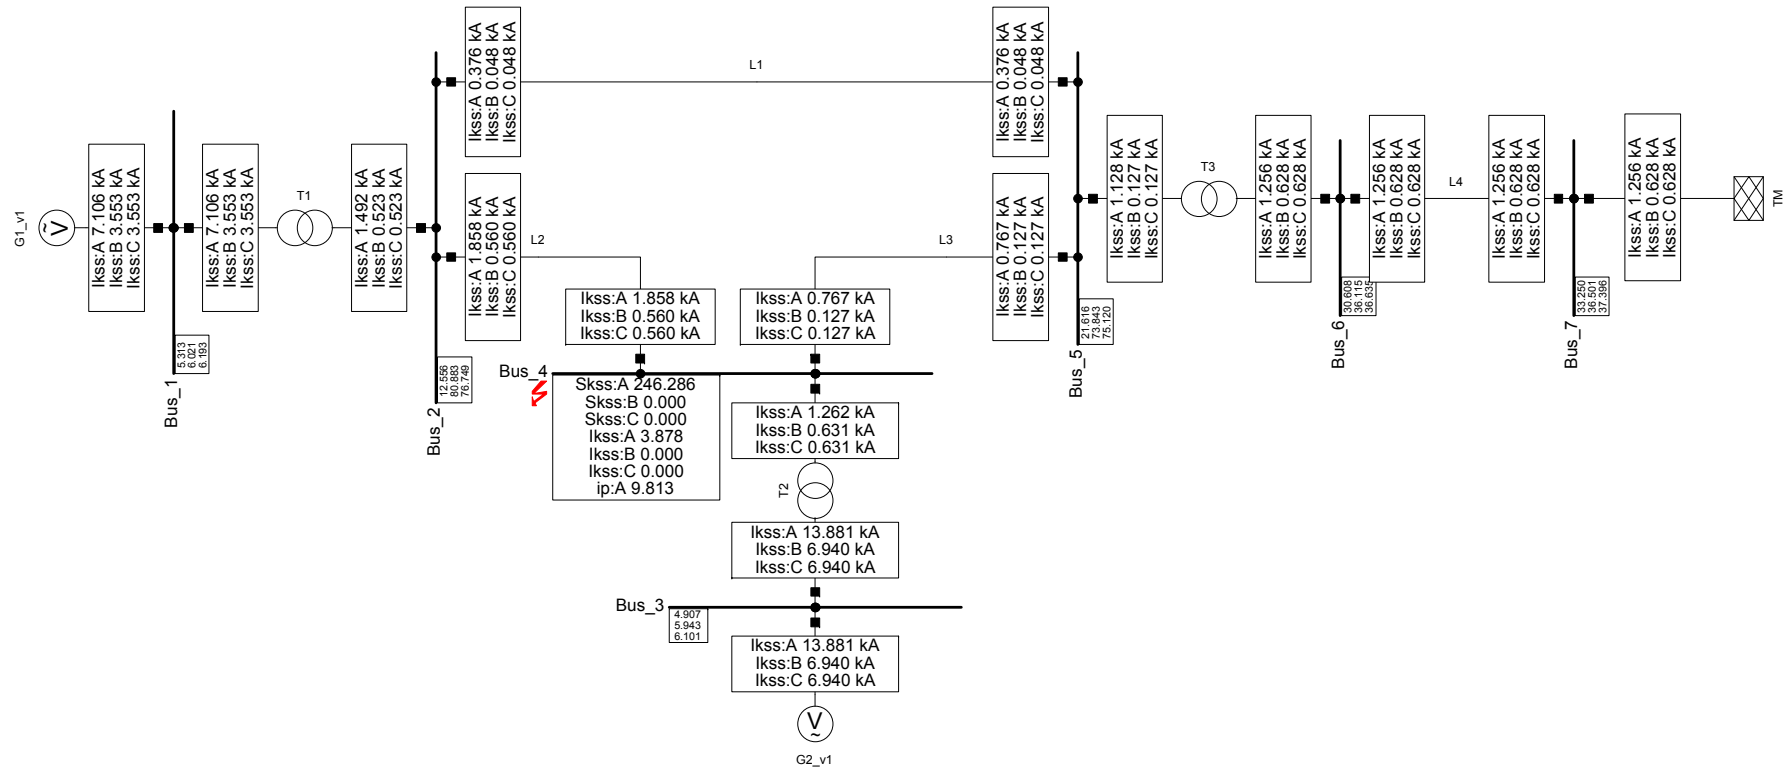 G1_v1
V
~
Ikss:A 7.106 kA
Ikss:B 3.553 kA
Ikss:C 3.553 kA
Bus_1
5.313
6.021
6.193
Ikss:A 7.106 kA
Ikss:B 3.553 kA
Ikss:C 3.553 kA
T1
Ikss:A 1.492 kA
Ikss:B 0.523 kA
Ikss:C 0.523 kA
Bus_2
12.556
80.883
76.749
Ikss:A 0.376 kA
Ikss:B 0.048 kA
Ikss:C 0.048 kA
L1
Ikss:A 0.376 kA
Ikss:B 0.048 kA
Ikss:C 0.048 kA
Ikss:A 1.858 kA
Ikss:B 0.560 kA
Ikss:C 0.560 kA
L2
Ikss:A 1.858 kA
Ikss:B 0.560 kA
Ikss:C 0.560 kA
Ikss:A 0.767 kA
Ikss:B 0.127 kA
Ikss:C 0.127 kA
L3
Ikss:A 0.767 kA
Ikss:B 0.127 kA
Ikss:C 0.127 kA
Bus_5
21.616
73.843
75.120
Ikss:A 1.128 kA
Ikss:B 0.127 kA
Ikss:C 0.127 kA
T3
Ikss:A 1.256 kA
Ikss:B 0.628 kA
Ikss:C 0.628 kA
Bus_6
30.608
36.115
36.635
Ikss:A 1.256 kA
Ikss:B 0.628 kA
Ikss:C 0.628 kA
L4
Ikss:A 1.256 kA
Ikss:B 0.628 kA
Ikss:C 0.628 kA
Bus_7
33.250
36.501
37.396
Ikss:A 1.256 kA
Ikss:B 0.628 kA
Ikss:C 0.628 kA
TM
Bus_4
Skss:A 246.286
Skss:B 0.000
Skss:C 0.000
Ikss:A 3.878
Ikss:B 0.000
Ikss:C 0.000
ip:A 9.813
Ikss:A 1.262 kA
Ikss:B 0.631 kA
Ikss:C 0.631 kA
T2
Ikss:A 13.881 kA
Ikss:B 6.940 kA
Ikss:C 6.940 kA
Bus_3
4.907
5.943
6.101
Ikss:A 13.881 kA
Ikss:B 6.940 kA
Ikss:C 6.940 kA
V
~
G2_v1